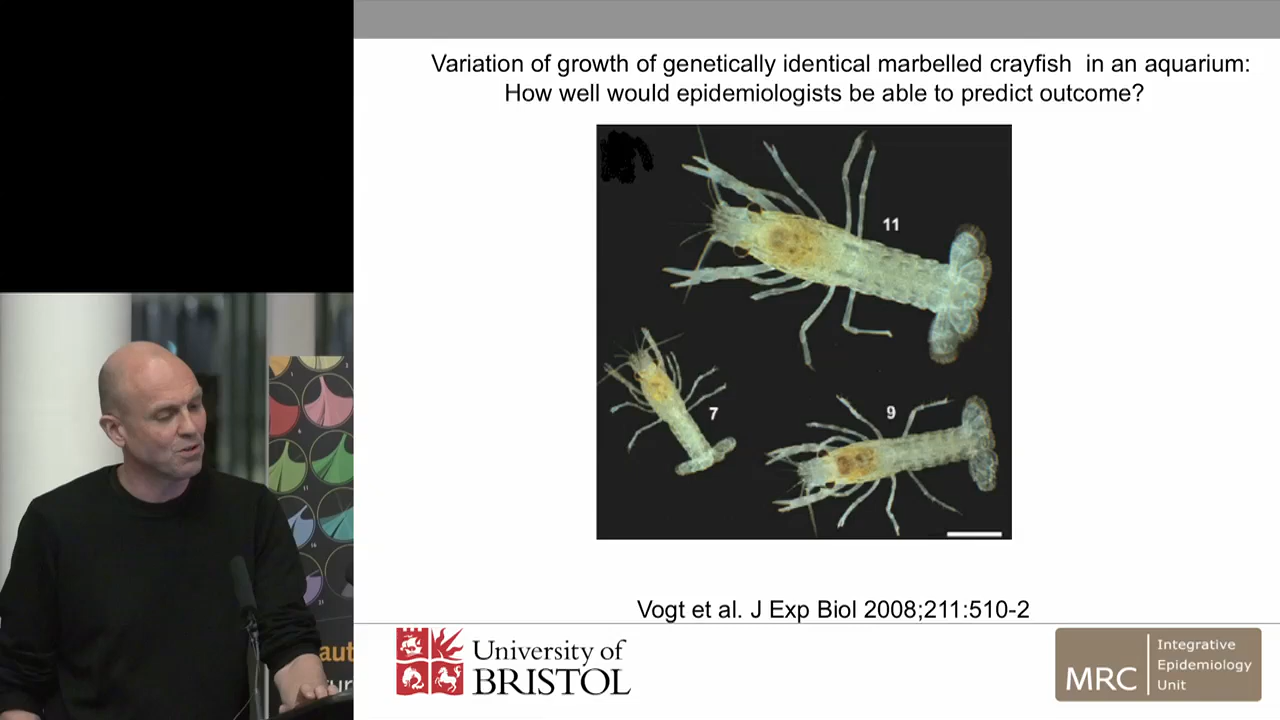 Variation of growth of genetically identical marbelled crayfish in an aquarium:
How well would epidemiologists be able to predict outcome?
11
7
9
Vogt et al. J Exp Biol 2008;211:510-2
University of
BRISTOL
MRC
Integrative
Epidemiology
Unit